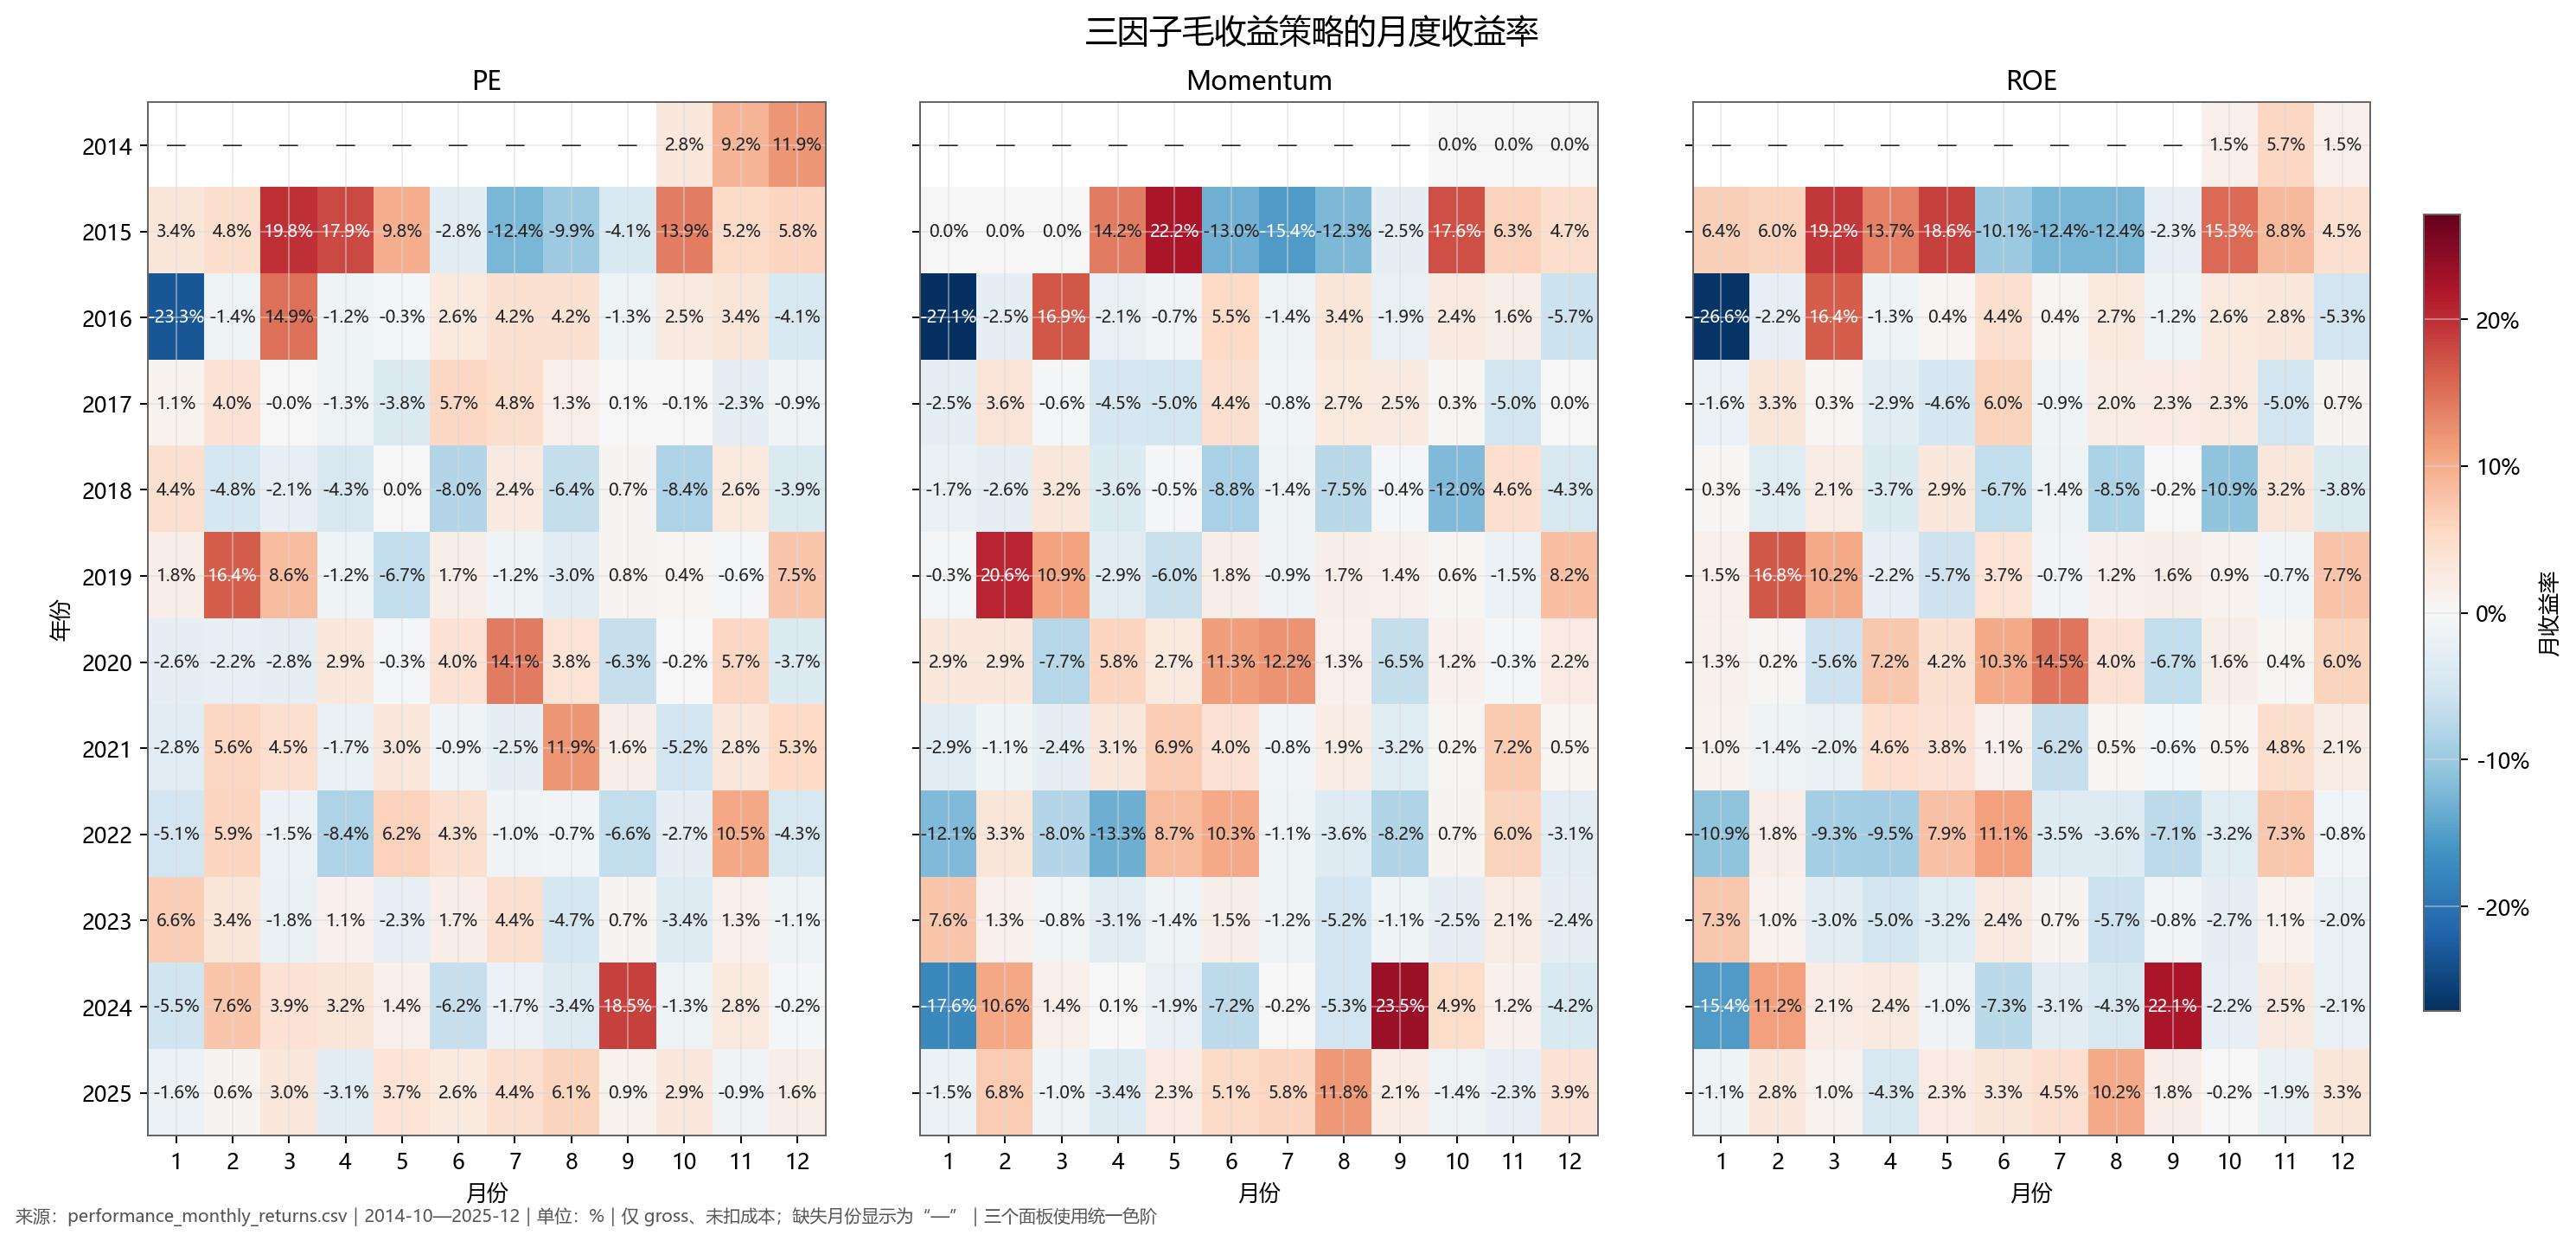 三因子毛收益策略的月度收益率
PE
Momentum
ROE
2014 — — — — — — — — — 2.8% 9.2% 11.9% — — — — — — — — — 0.0% 0.0% 0.0% — — — — — — — — — 1.5% 5.7% 1.5%
2015 3.4% 4.8% 19.8% 17.9% 9.8% -2.8% -12.4% -9.9% -4.1% 13.9% 5.2% 5.8% 0.0% 0.0% 0.0% 14.2% 22.2% -13.0% -15.4% -12.3% -2.5% 17.6% 6.3% 4.7% 6.4% 6.0% 19.2% 13.7% 18.6% -10.1% -12.4% -12.4% -2.3% 15.3% 8.8% 4.5%
2016 -23.3% -1.4% 14.9% -1.2% -0.3% 2.6% 4.2% 4.2% -1.3% 2.5% 3.4% -4.1% -27.1% -2.5% 16.9% -2.1% -0.7% 5.5% -1.4% 3.4% -1.9% 2.4% 1.6% -5.7% -26.6% -2.2% 16.4% -1.3% 0.4% 4.4% 0.4% 2.7% -1.2% 2.6% 2.8% -5.3%
2017 1.1% 4.0% -0.0% -1.3% -3.8% 5.7% 4.8% 1.3% 0.1% -0.1% -2.3% -0.9% -2.5% 3.6% -0.6% -4.5% -5.0% 4.4% -0.8% 2.7% 2.5% 0.3% -5.0% 0.0% -1.6% 3.3% 0.3% -2.9% -4.6% 6.0% -0.9% 2.0% 2.3% 2.3% -5.0% 0.7%
2018 4.4% -4.8% -2.1% -4.3% 0.0% -8.0% 2.4% -6.4% 0.7% -8.4% 2.6% -3.9% -1.7% -2.6% 3.2% -3.6% -0.5% -8.8% -1.4% -7.5% -0.4% -12.0% 4.6% -4.3% 0.3% -3.4% 2.1% -3.7% 2.9% -6.7% -1.4% -8.5% -0.2% -10.9% 3.2% -3.8%
2019 1.8% 16.4% 8.6% -1.2% -6.7% 1.7% -1.2% -3.0% 0.8% 0.4% -0.6% 7.5% -0.3% 20.6% 10.9% -2.9% -6.0% 1.8% -0.9% 1.7% 1.4% 0.6% -1.5% 8.2% 1.5% 16.8% 10.2% -2.2% -5.7% 3.7% -0.7% 1.2% 1.6% 0.9% -0.7% 7.7%
2020 -2.6% -2.2% -2.8% 2.9% -0.3% 4.0% 14.1% 3.8% -6.3% -0.2% 5.7% -3.7% 2.9% 2.9% -7.7% 5.8% 2.7% 11.3% 12.2% 1.3% -6.5% 1.2% -0.3% 2.2% 1.3% 0.2% -5.6% 7.2% 4.2% 10.3% 14.5% 4.0% -6.7% 1.6% 0.4% 6.0%
2021 -2.8% 5.6% 4.5% -1.7% 3.0% -0.9% -2.5% 11.9% 1.6% -5.2% 2.8% 5.3% -2.9% -1.1% -2.4% 3.1% 6.9% 4.0% -0.8% 1.9% -3.2% 0.2% 7.2% 0.5% 1.0% -1.4% -2.0% 4.6% 3.8% 1.1% -6.2% 0.5% -0.6% 0.5% 4.8% 2.1%
2022 -5.1% 5.9% -1.5% -8.4% 6.2% 4.3% -1.0% -0.7% -6.6% -2.7% 10.5% -4.3% -12.1% 3.3% -8.0% -13.3% 8.7% 10.3% -1.1% -3.6% -8.2% 0.7% 6.0% -3.1% -10.9% 1.8% -9.3% -9.5% 7.9% 11.1% -3.5% -3.6% -7.1% -3.2% 7.3% -0.8%
2023 6.6% 3.4% -1.8% 1.1% -2.3% 1.7% 4.4% -4.7% 0.7% -3.4% 1.3% -1.1% 7.6% 1.3% -0.8% -3.1% -1.4% 1.5% -1.2% -5.2% -1.1% -2.5% 2.1% -2.4% 7.3% 1.0% -3.0% -5.0% -3.2% 2.4% 0.7% -5.7% -0.8% -2.7% 1.1% -2.0%
2024 -5.5% 7.6% 3.9% 3.2% 1.4% -6.2% -1.7% -3.4% 18.5% -1.3% 2.8% -0.2% -17.6% 10.6% 1.4% 0.1% -1.9% -7.2% -0.2% -5.3% 23.5% 4.9% 1.2% -4.2% -15.4% 11.2% 2.1% 2.4% -1.0% -7.3% -3.1% -4.3% 22.1% -2.2% 2.5% -2.1%
2025 -1.6% 0.6% 3.0% -3.1% 3.7% 2.6% 4.4% 6.1% 0.9% 2.9% -0.9% 1.6% -1.5% 6.8% -1.0% -3.4% 2.3% 5.1% 5.8% 11.8% 2.1% -1.4% -2.3% 3.9% -1.1% 2.8% 1.0% -4.3% 2.3% 3.3% 4.5% 10.2% 1.8% -0.2% -1.9% 3.3%
1 2 3 4 5 6 7 8 9 10 11 12 1 2 3 4 5 6 7 8 9 10 11 12 1 2 3 4 5 6 7 8 9 10 11 12
月份
月份
月份
年份
20%
10%
0%
-10%
-20%
月收益率
来源：performance_monthly_returns.csv | 2014-10—2025-12 | 单位：% | 仅 gross、未扣成本；缺失月份显示为“—” | 三个面板使用统一色阶